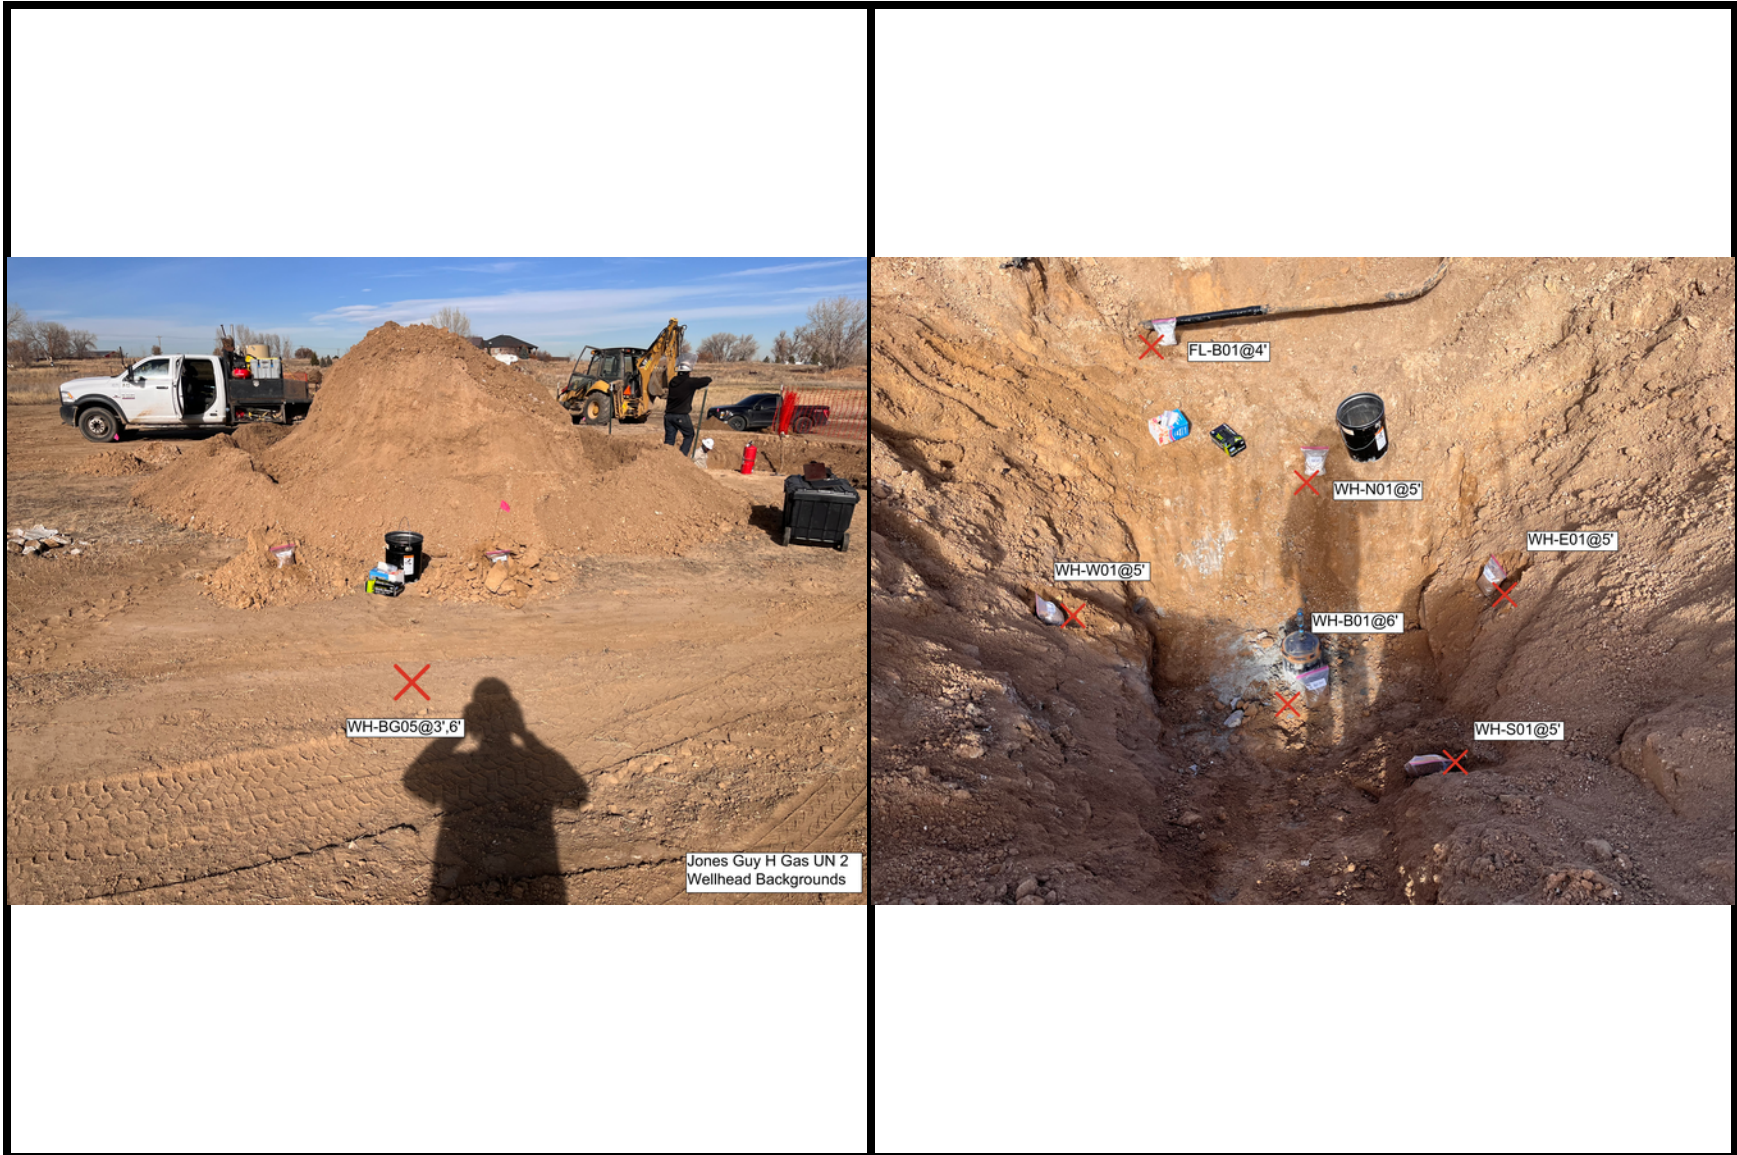 WH-BG05@3',6'
Jones Guy H Gas UN 2
Wellhead Backgrounds
FL-B01@4'
WH-N01@5'
WH-E01@5'
WH-W01@5'
WH-B01@6'
WH-S01@5'